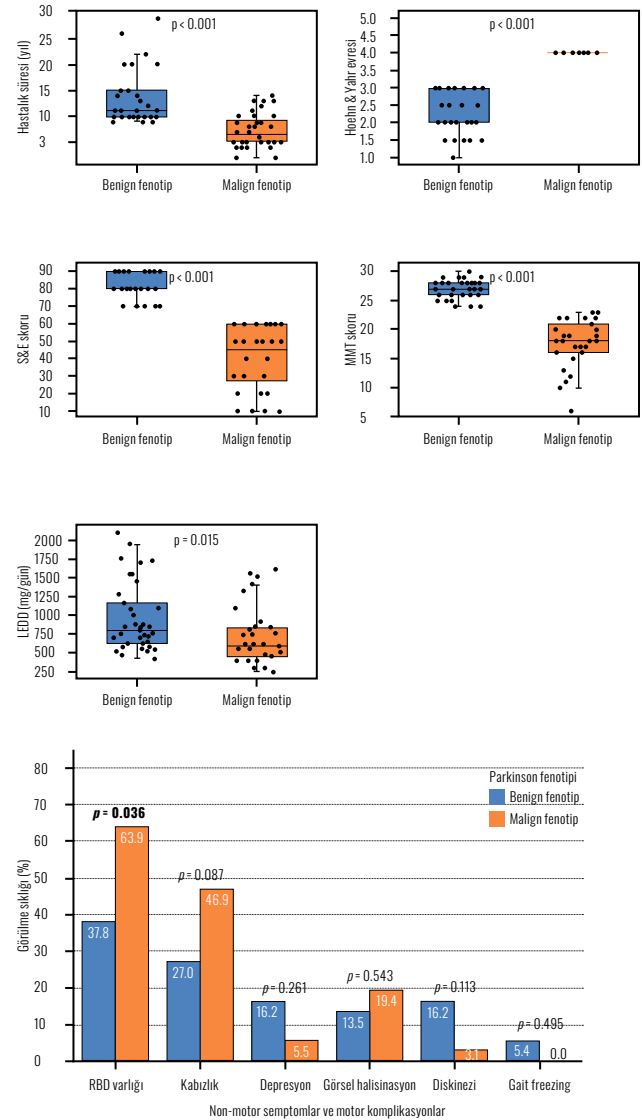 p < 0.001
Hastalık süresi (yıl)
30
20
15
10
3
Benign fenotip
Malign fenotip
p < 0.001
Hoehn & Yahr evresi
5.0
4.5
4.0
3.5
3.0
2.5
2.0
1.5
1.0
Benign fenotip
Malign fenotip
p < 0.001
S&E skoru
90
80
70
60
50
40
30
20
10
Benign fenotip
Malign fenotip
p < 0.001
MMT skoru
30
25
20
15
10
5
Benign fenotip
Malign fenotip
p = 0.015
LEDD (mg/gün)
2000
1750
1500
1250
1000
750
500
250
Benign fenotip
Malign fenotip
Görülme sıklığı (%)
80
70
60
50
40
30
20
10
0
Parkinson fenotipi
Benign fenotip
Malign fenotip
p = 0.036
63.9
37.8
p = 0.087
46.9
27.0
p = 0.261
16.2
5.5
p = 0.543
13.5
19.4
p = 0.113
16.2
3.1
p = 0.495
5.4
0.0
RBD varlığı
Kabızlık
Depresyon
Görsel halisinasyon
Diskinezi
Gait freezing
Non-motor semptomlar ve motor komplikasyonlar